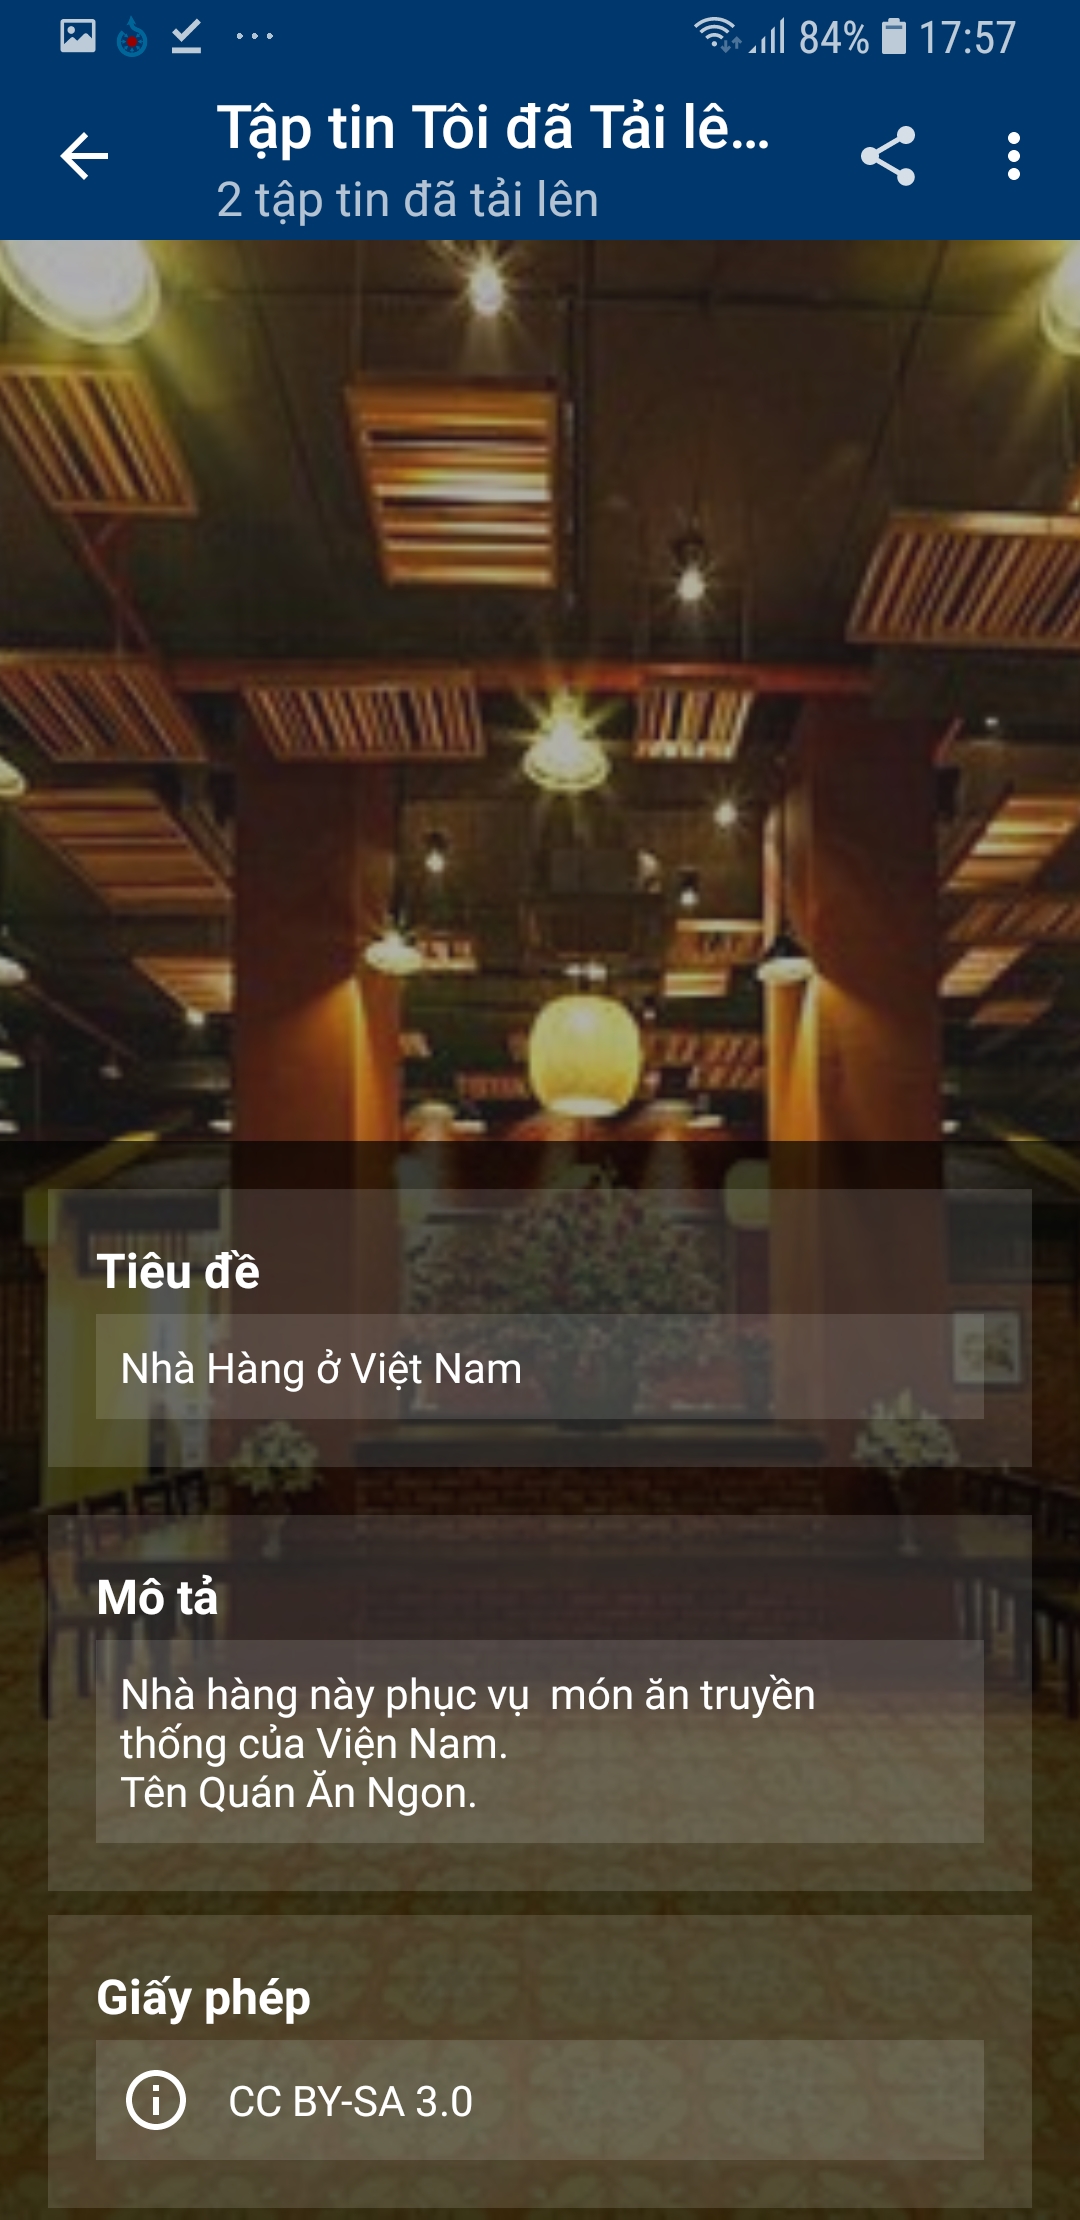 84% 17:57
Tập tin Tôi đã Tải lê...
2 tập tin đã tải lên
Tiêu đề
Nhà Hàng ở Việt Nam
Mô tả
Nhà hàng này phục vụ  món ăn truyền
thống của Viện Nam.
Tên Quán Ăn Ngon.
Giấy phép
CC BY-SA 3.0